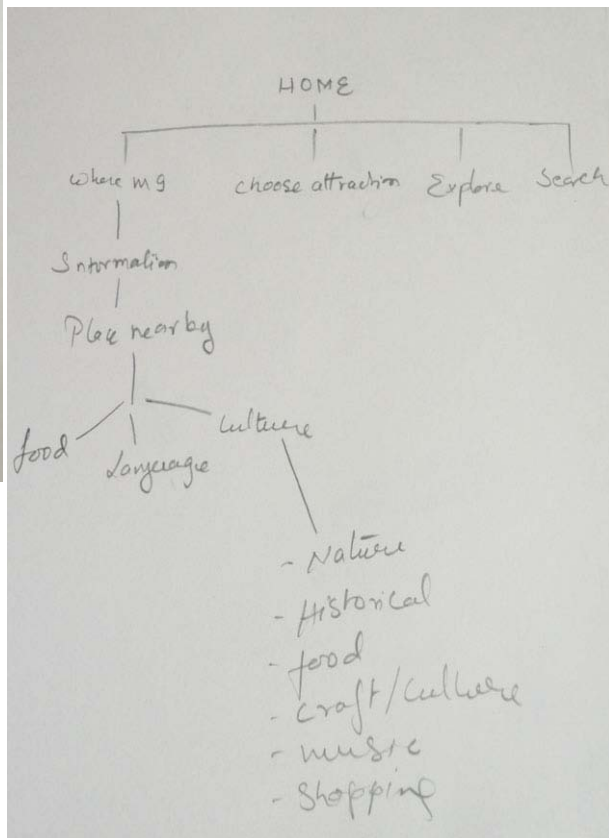 HOME
Where m I
choose attraction
Explore
Search
Information
Place nearby
food
Language
Culture
- Nature
- Historical
- food
- craft/culture
- music
- Shopping